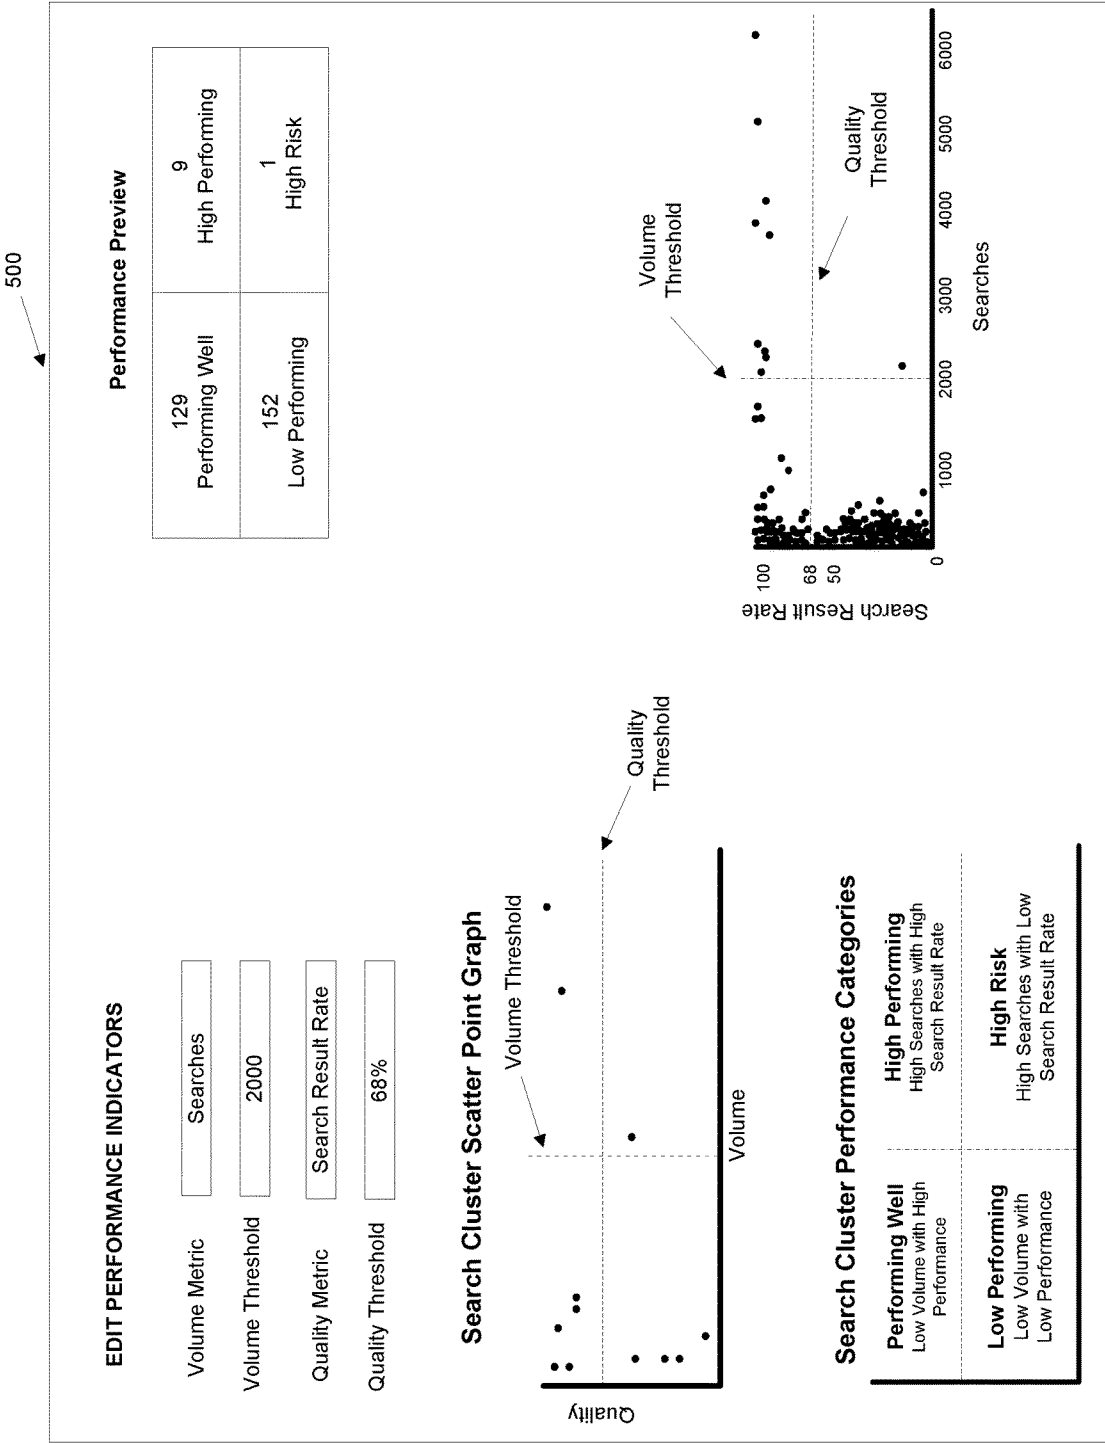 500
EDIT PERFORMANCE INDICATORS
Volume Metric
Searches
Volume Threshold
2000
Quality Metric
Search Result Rate
Quality Threshold
68%
Performance Preview
129
Performing Well
9
High Performing
152
Low Performing
1
High Risk
Search Cluster Scatter Point Graph
Volume Threshold
Quality
Threshold
Quality
Volume
Search Cluster Performance Categories
Performing Well
Low Volume with High
Performance
High Performing
High Searches with High
Search Result Rate
Low Performing
Low Volume with
Low Performance
High Risk
High Searches with Low
Search Result Rate
Volume
Threshold
Quality
Threshold
Search Result Rate
100
68
50
0
1000
2000
3000
4000
5000
6000
Searches